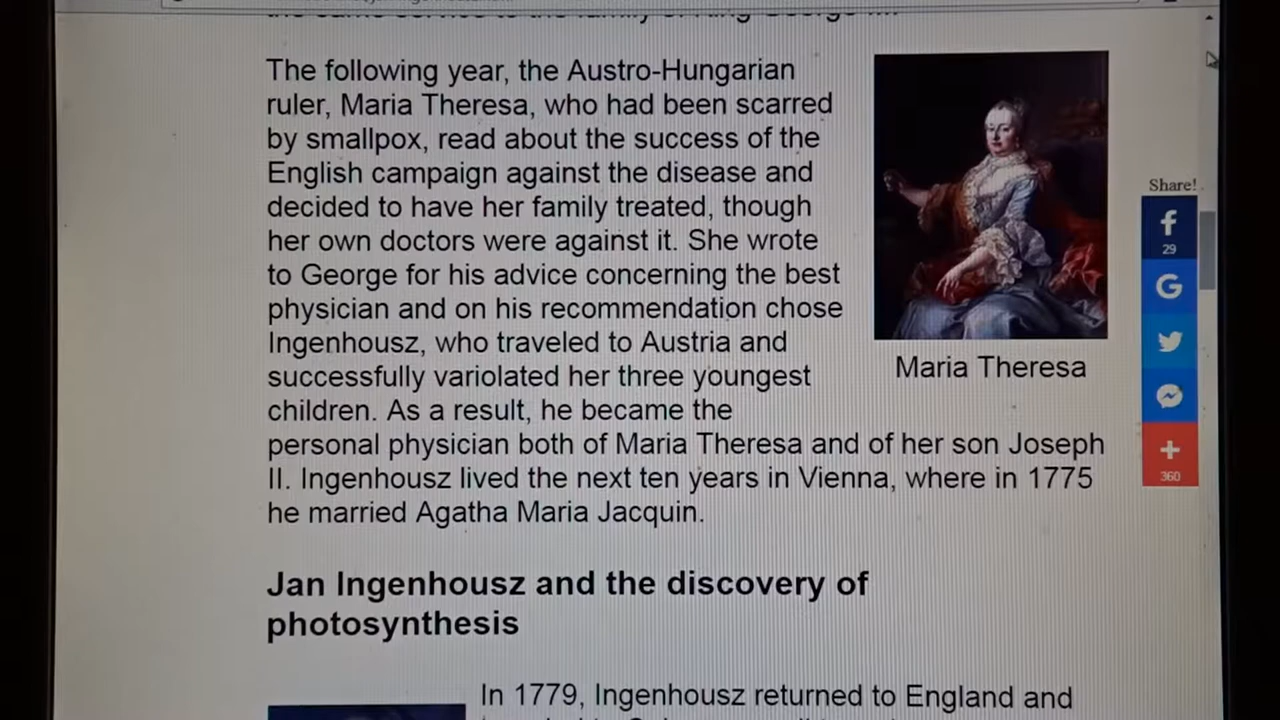 The following year, the Austro-Hungarian
ruler, Maria Theresa, who had been scarred
by smallpox, read about the success of the
English campaign against the disease and
decided to have her family treated, though
her own doctors were against it. She wrote
to George for his advice concerning the best
physician and on his recommendation chose
Ingenhousz, who traveled to Austria and
successfully variolated her three youngest
children. As a result, he became the
personal physician both of Maria Theresa and of her son Joseph
II. Ingenhousz lived the next ten years in Vienna, where in 1775
he married Agatha Maria Jacquin.
Maria Theresa
Share!
29
360
Jan Ingenhousz and the discovery of
photosynthesis
In 1779, Ingenhousz returned to England and